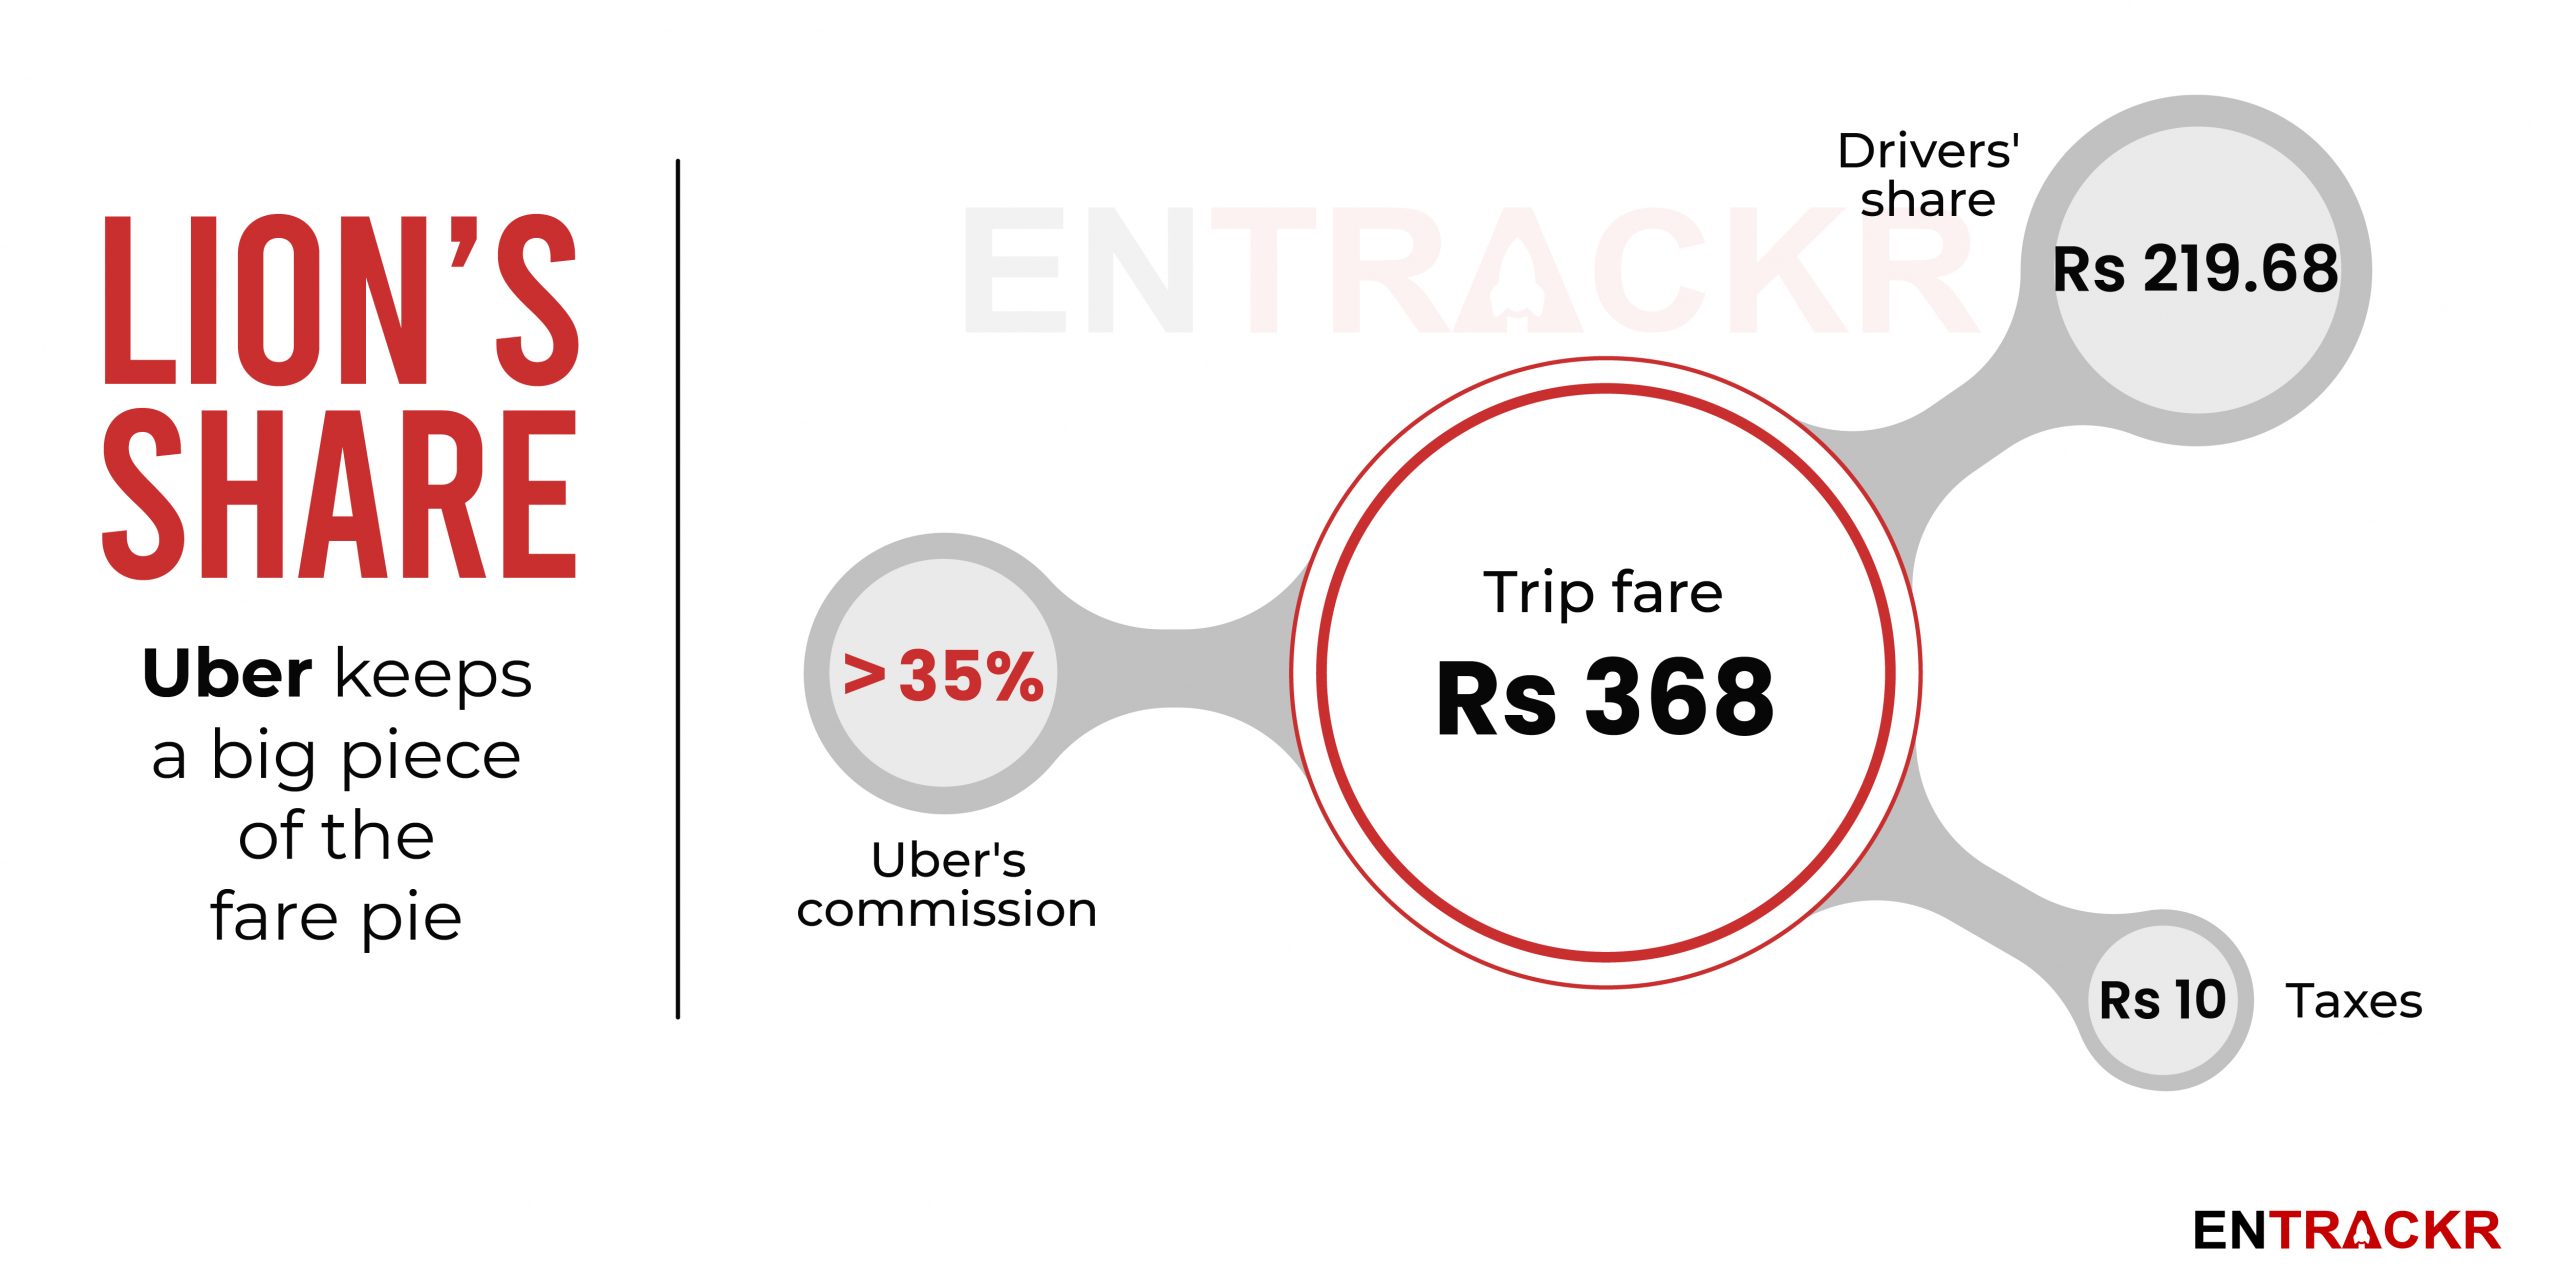 LION'S
SHARE
Uber keeps
a big piece
of the
fare pie
ENTRACKR
Drivers'
share
Rs 219.68
Trip fare
Rs 368
> 35%
Uber's
commission
Rs 10
Taxes
ENTRACKR